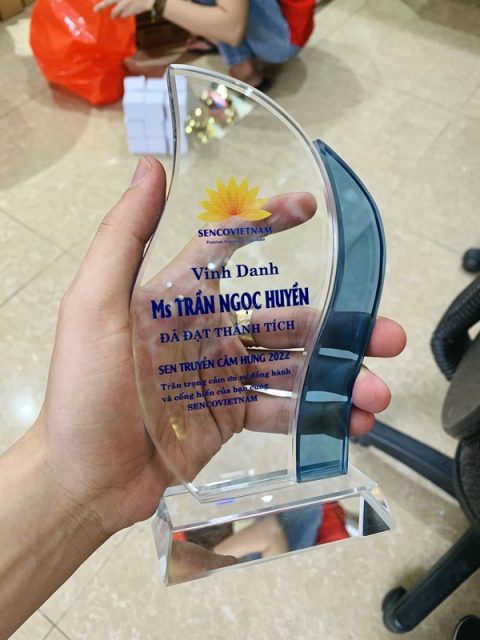 SENCOVIETNAM
Vinh Danh
Ms TRẦN NGỌC HUYỀN
ĐÃ ĐẠT THÀNH TÍCH
SEN TRUYỀN CẢM HỨNG 2022
Trân trọng cảm ơn sự đồng hành
và cống hiến của bạn cùng
SENCOVIETNAM